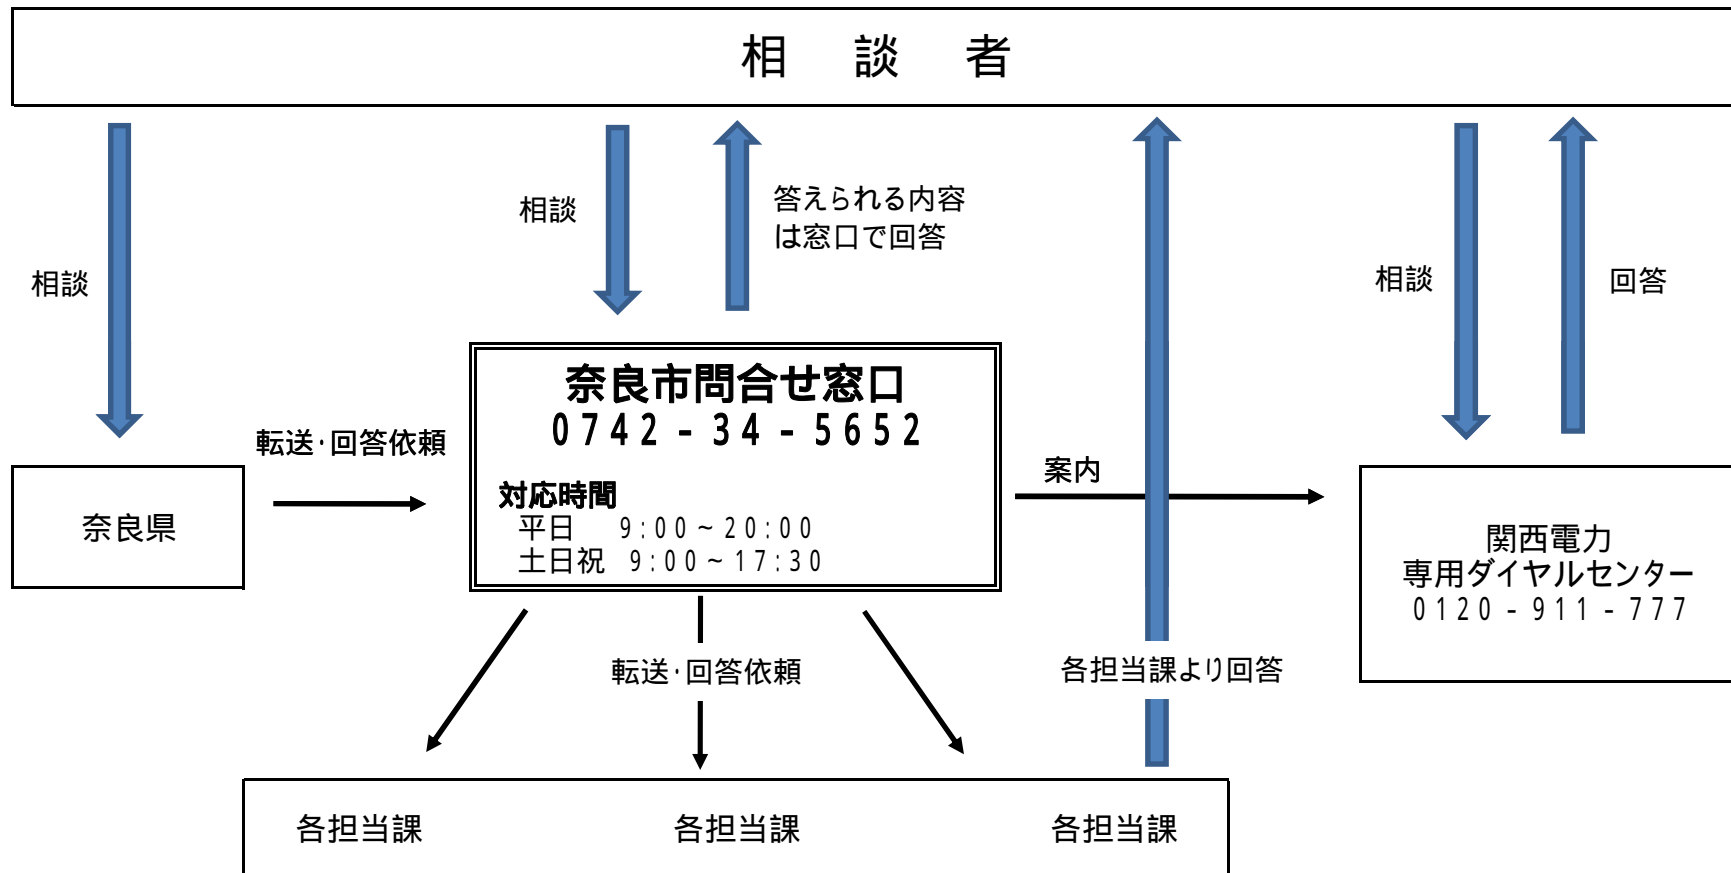 相　談　者
相談
相談
答えられる内容
は窓口で回答
相談
回答
奈良市問合せ窓口
0742-34-5652
対応時間
平日　9:00~20:00
土日祝　9:00~17:30
転送・回答依頼
奈良県
案内
関西電力
専用ダイヤルセンター
0120-911-777
転送・回答依頼
各担当課より回答
各担当課　各担当課　各担当課